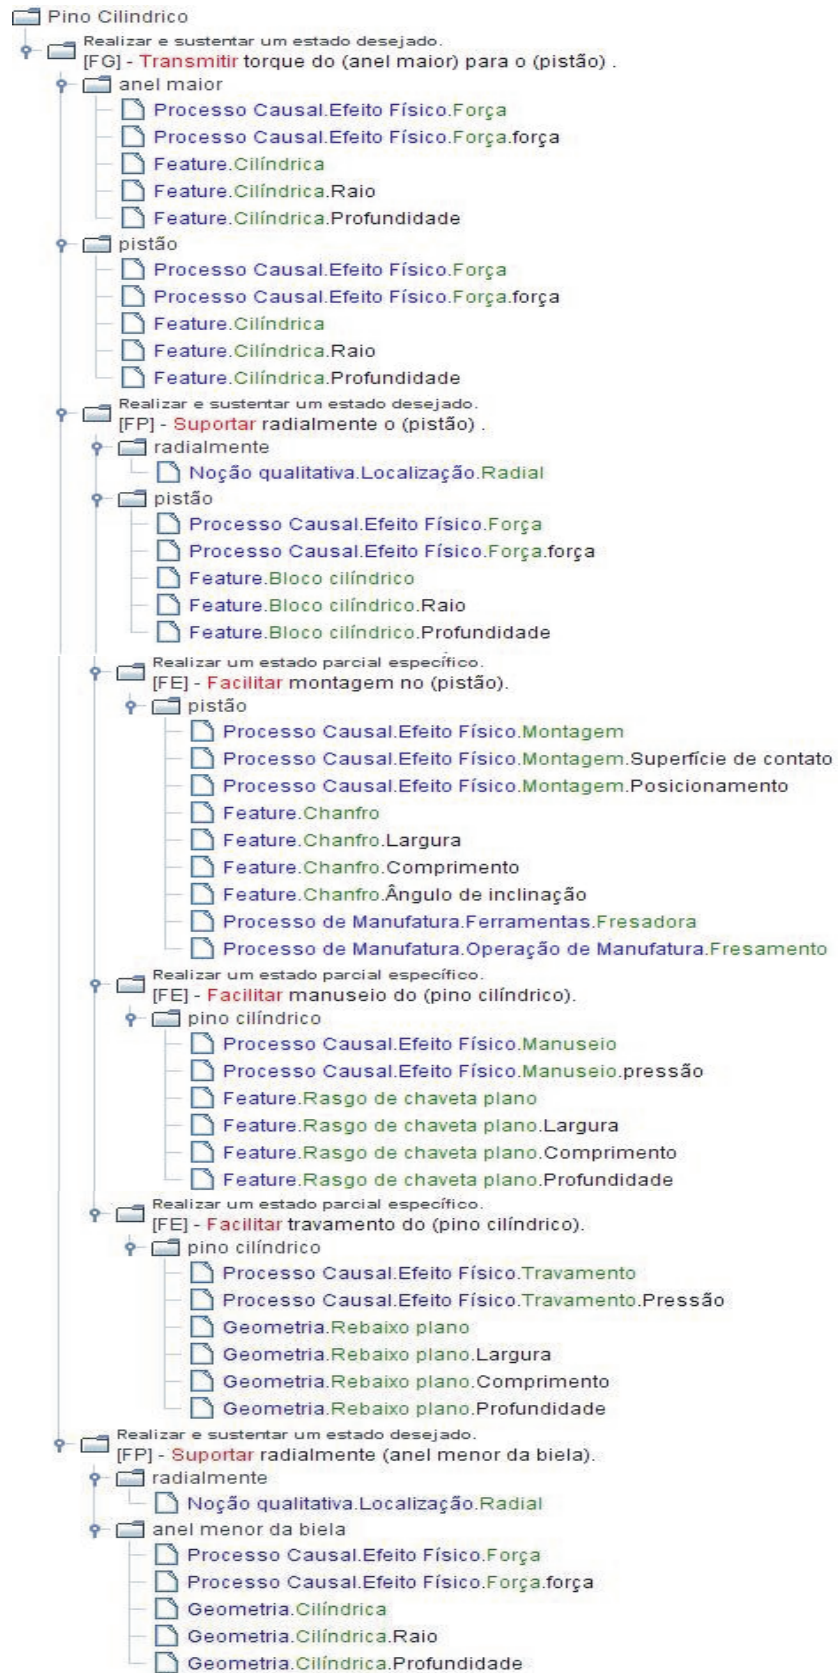 Pino Cilindrico
Realizar e sustentar um estado desejado.
[FG] - Transmitir torque do (anel maior) para o (pistão) .
anel maior
Processo Causal.Efeito Físico.Força
Processo Causal.Efeito Físico.Força.força
Feature.Cilíndrica
Feature.Cilíndrica.Raio
Feature.Cilíndrica.Profundidade
pistão
Processo Causal.Efeito Físico.Força
Processo Causal.Efeito Físico.Força.força
Feature.Cilíndrica
Feature.Cilíndrica.Raio
Feature.Cilíndrica.Profundidade
Realizar e sustentar um estado desejado.
[FP] - Suportar radialmente o (pistão) .
radialmente
Noção qualitativa.Localização.Radial
pistão
Processo Causal.Efeito Físico.Força
Processo Causal.Efeito Físico.Força.força
Feature.Bloco cilíndrico
Feature.Bloco cilíndrico.Raio
Feature.Bloco cilíndrico.Profundidade
Realizar um estado parcial específico.
[FE] - Facilitar montagem no (pistão).
pistão
Processo Causal.Efeito Físico.Montagem
Processo Causal.Efeito Físico.Montagem.Superfície de contato
Processo Causal.Efeito Físico.Montagem.Posicionamento
Feature.Chanfro
Feature.Chanfro.Largura
Feature.Chanfro.Comprimento
Feature.Chanfro.Ângulo de inclinação
Processo de Manufatura.Ferramentas.Fresadora
Processo de Manufatura.Operação de Manufatura.Fresamento
Realizar um estado parcial específico.
[FE] - Facilitar manuseio do (pino cilíndrico).
pino cilíndrico
Processo Causal.Efeito Físico.Manuseio
Processo Causal.Efeito Físico.Manuseio.pressão
Feature.Rasgo de chaveta plano
Feature.Rasgo de chaveta plano.Largura
Feature.Rasgo de chaveta plano.Comprimento
Feature.Rasgo de chaveta plano.Profundidade
Realizar um estado parcial específico.
[FE] - Facilitar travamento do (pino cilíndrico).
pino cilíndrico
Processo Causal.Efeito Físico.Travamento
Processo Causal.Efeito Físico.Travamento.Pressão
Geometria.Rebaixo plano
Geometria.Rebaixo plano.Largura
Geometria.Rebaixo plano.Comprimento
Geometria.Rebaixo plano.Profundidade
Realizar e sustentar um estado desejado.
[FP] - Suportar radialmente (anel menor da biela).
radialmente
Noção qualitativa.Localização.Radial
anel menor da biela
Processo Causal.Efeito Físico.Força
Processo Causal.Efeito Físico.Força.força
Geometria.Cilíndrica
Geometria.Cilíndrica.Raio
Geometria.Cilíndrica.Profundidade